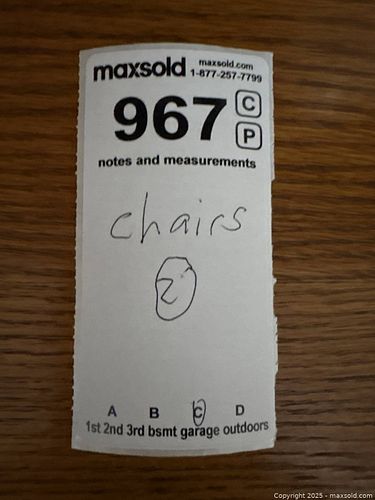 maxsold maxsold.com
1-877-257-7799
967 C
P
notes and measurements
chairs
2
A B C D
1st 2nd 3rd bsmt garage outdoors
Copyright 2025 - maxsold.com